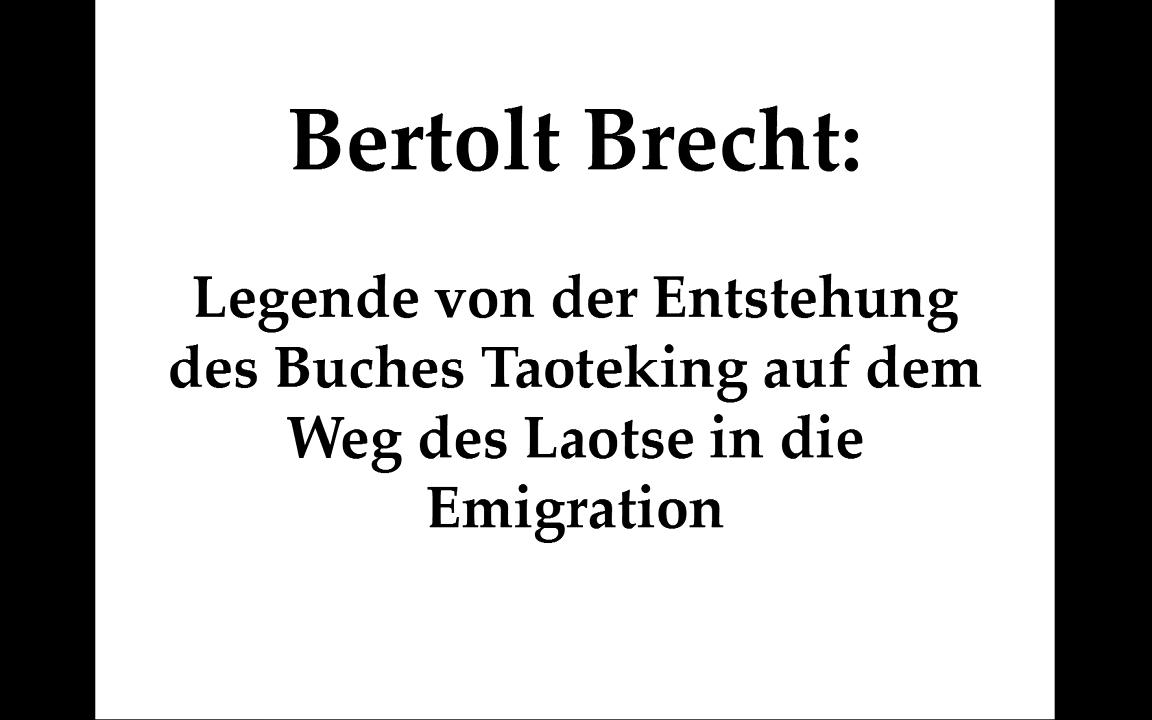 Bertolt Brecht:
Legende von der Entstehung
des Buches Taoteking auf dem
Weg des Laotse in die
Emigration